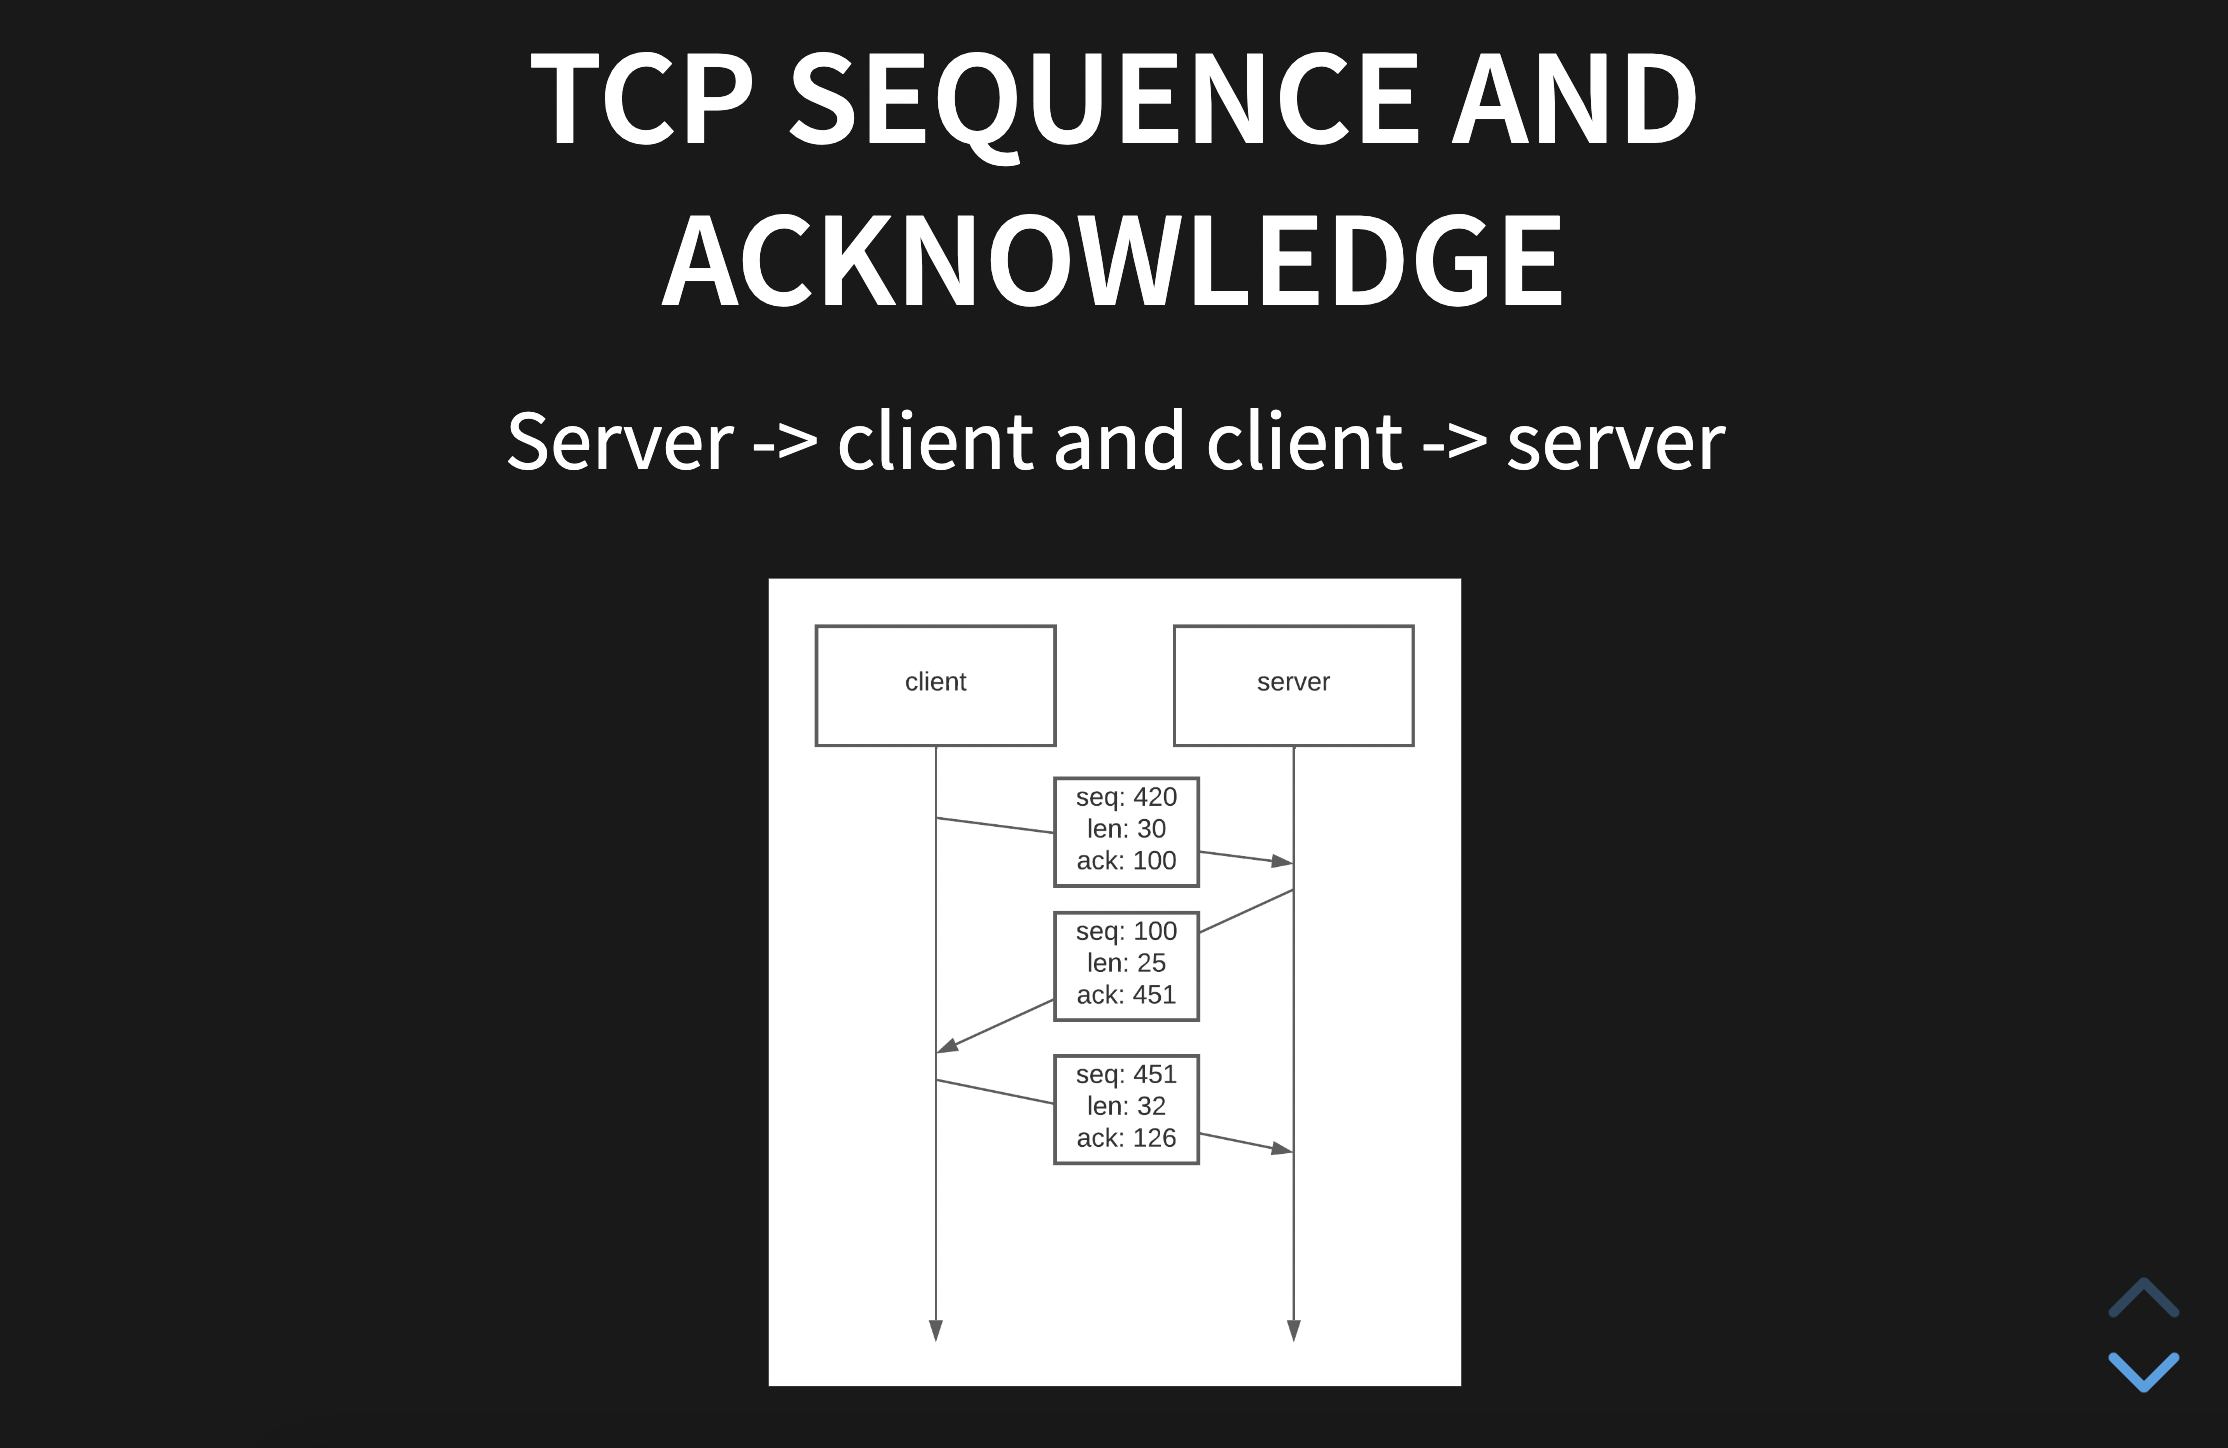 TCP SEQUENCE AND
ACKNOWLEDGE
Server -> client and client -> server
client
server
seq: 420
len: 30
ack: 100
seq: 100
len: 25
ack: 451
seq: 451
len: 32
ack: 126